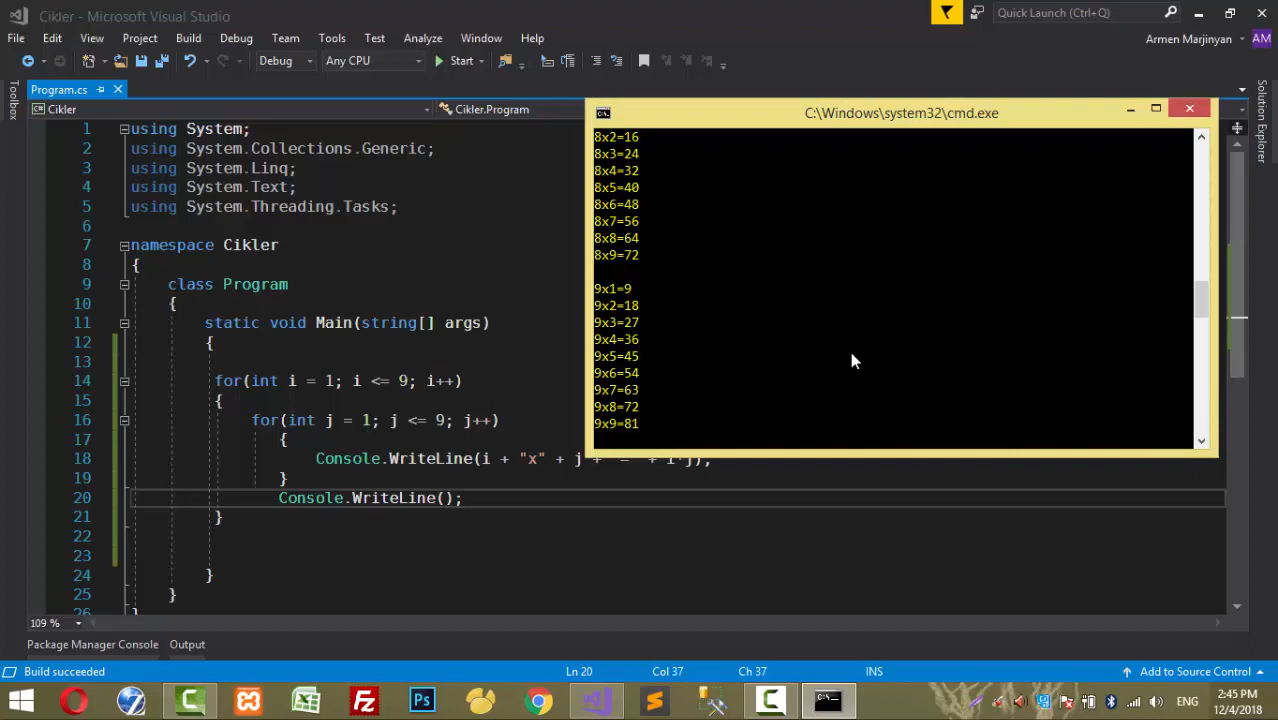 Cikler - Microsoft Visual Studio
Quick Launch (Ctrl+Q)
File Edit View Project Build Debug Team Tools Test Analyze Window Help
Armen Marjinyan AM
Debug Any CPU Start
Toolbox
Program.cs
Cikler Cikler.Program
Solution Explorer
1 using System;
2 using System.Collections.Generic;
3 using System.Linq;
4 using System.Text;
5 using System.Threading.Tasks;
6
7 namespace Cikler
8 {
9 class Program
10 {
11 static void Main(string[] args)
12 {
13
14 for(int i = 1; i <= 9; i++)
15 {
16 for(int j = 1; j <= 9; j++)
17 {
18 Console.WriteLine(i + "x" + j + "=" + i*j);
19 }
20 Console.WriteLine();
21 }
22
23
24 }
25 }
26 }
C:\Windows\system32\cmd.exe
8x2=16
8x3=24
8x4=32
8x5=40
8x6=48
8x7=56
8x8=64
8x9=72
9x1=9
9x2=18
9x3=27
9x4=36
9x5=45
9x6=54
9x7=63
9x8=72
9x9=81
109 %
Package Manager Console Output
Build succeeded Ln 20 Col 37 Ch 37 INS Add to Source Control
Ps
ENG
2:45 PM
12/4/2018